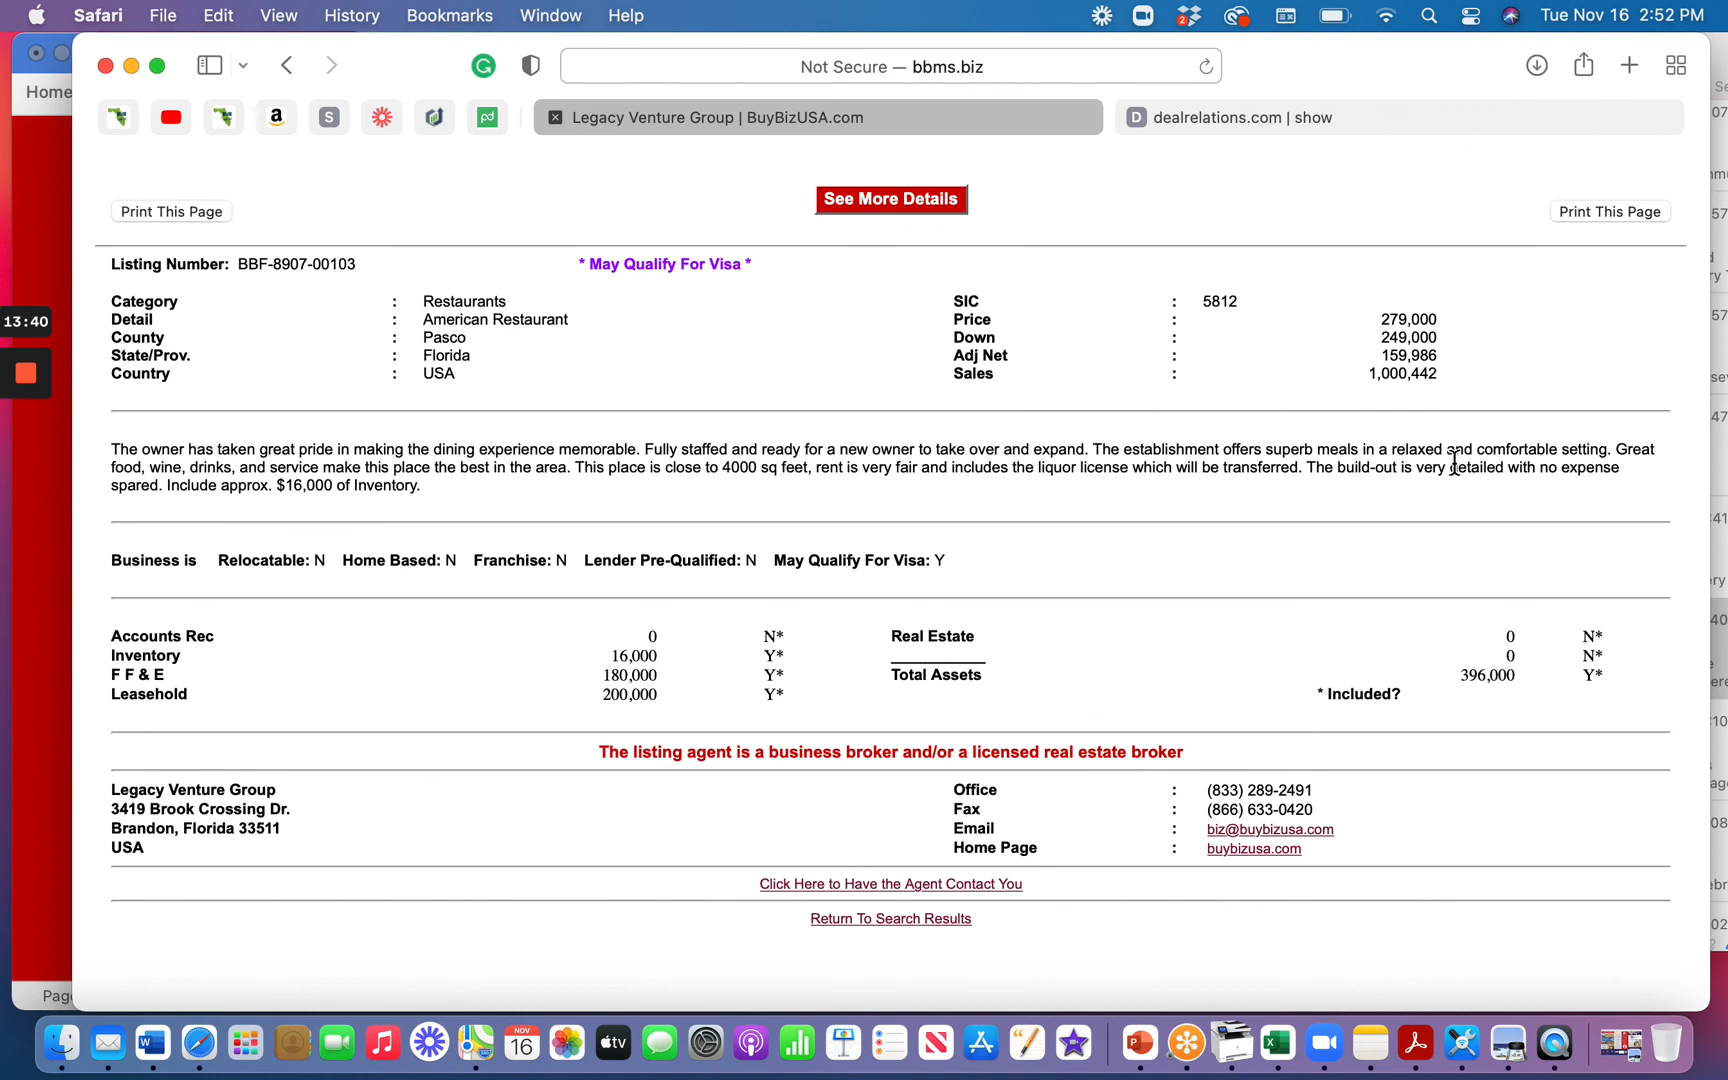 Safari File Edit View History Bookmarks Window Help Tue Nov 16 2:52 PM
Not Secure — bbms.biz
Home
Legacy Venture Group | BuyBizUSA.com
dealrelations.com | show
See More Details
Print This Page
Print This Page
Listing Number: BBF-8907-00103 * May Qualify For Visa *
Category : Restaurants SIC : 5812
Detail : American Restaurant Price : 279,000
County : Pasco Down : 249,000
State/Prov. : Florida Adj Net : 159,986
Country : USA Sales : 1,000,442
13:40
The owner has taken great pride in making the dining experience memorable. Fully staffed and ready for a new owner to take over and expand. The establishment offers superb meals in a relaxed and comfortable setting. Great
food, wine, drinks, and service make this place the best in the area. This place is close to 4000 sq feet, rent is very fair and includes the liquor license which will be transferred. The build-out is very detailed with no expense
spared. Include approx. $16,000 of Inventory.
Business is Relocatable: N Home Based: N Franchise: N Lender Pre-Qualified: N May Qualify For Visa: Y
Accounts Rec 0 N* Real Estate 0 N*
Inventory 16,000 Y* 0 N*
F F & E 180,000 Y* Total Assets 396,000 Y*
Leasehold 200,000 Y* * Included?
The listing agent is a business broker and/or a licensed real estate broker
Legacy Venture Group Office : (833) 289-2491
3419 Brook Crossing Dr. Fax : (866) 633-0420
Brandon, Florida 33511 Email : biz@buybizusa.com
USA Home Page : buybizusa.com
Click Here to Have the Agent Contact You
Return To Search Results
NOV
16
tv